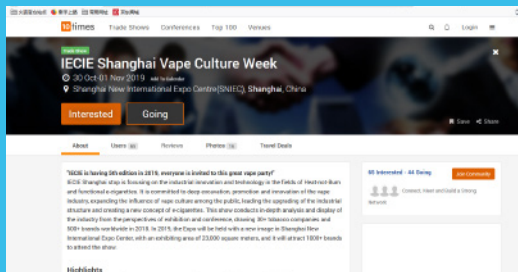 10times Trade Shows Conferences Top 100 Venues Login
Trade Show
IECIE Shanghai Vape Culture Week
30 Oct-01 Nov 2019 Add To Calendar
Shanghai New International Expo Centre(SNIEC), Shanghai, China
Interested Going
Save Share
About Users Reviews Photos Travel Deals
"IECIE is having 5th edition in 2019, everyone is invited to this great vape party!"
IECIE Shanghai stop is focusing on the industrial innovation and technology in the fields of Heat-not-Burn
and functional e-cigarettes. It is committed to deep excavation, promotion and innovation of the vape
industry, expanding the influence of vape culture among the public, leading the upgrading of the industrial
structure and creating a new concept of e-cigarettes. This show conducts in-depth analysis and display of
the industry from the perspectives of exhibition and conference, drawing 30+ tobacco companies and
500+ brands worldwide in 2018. In 2019, the Expo will be held with a new image in Shanghai New
International Expo Center, with an exhibiting area of 23,000 square meters, and it will attract 1000+ brands
to attend the show
Highlights
Interested - 44 Going
Join Community
Connect, Meet and Build a Strong
Network